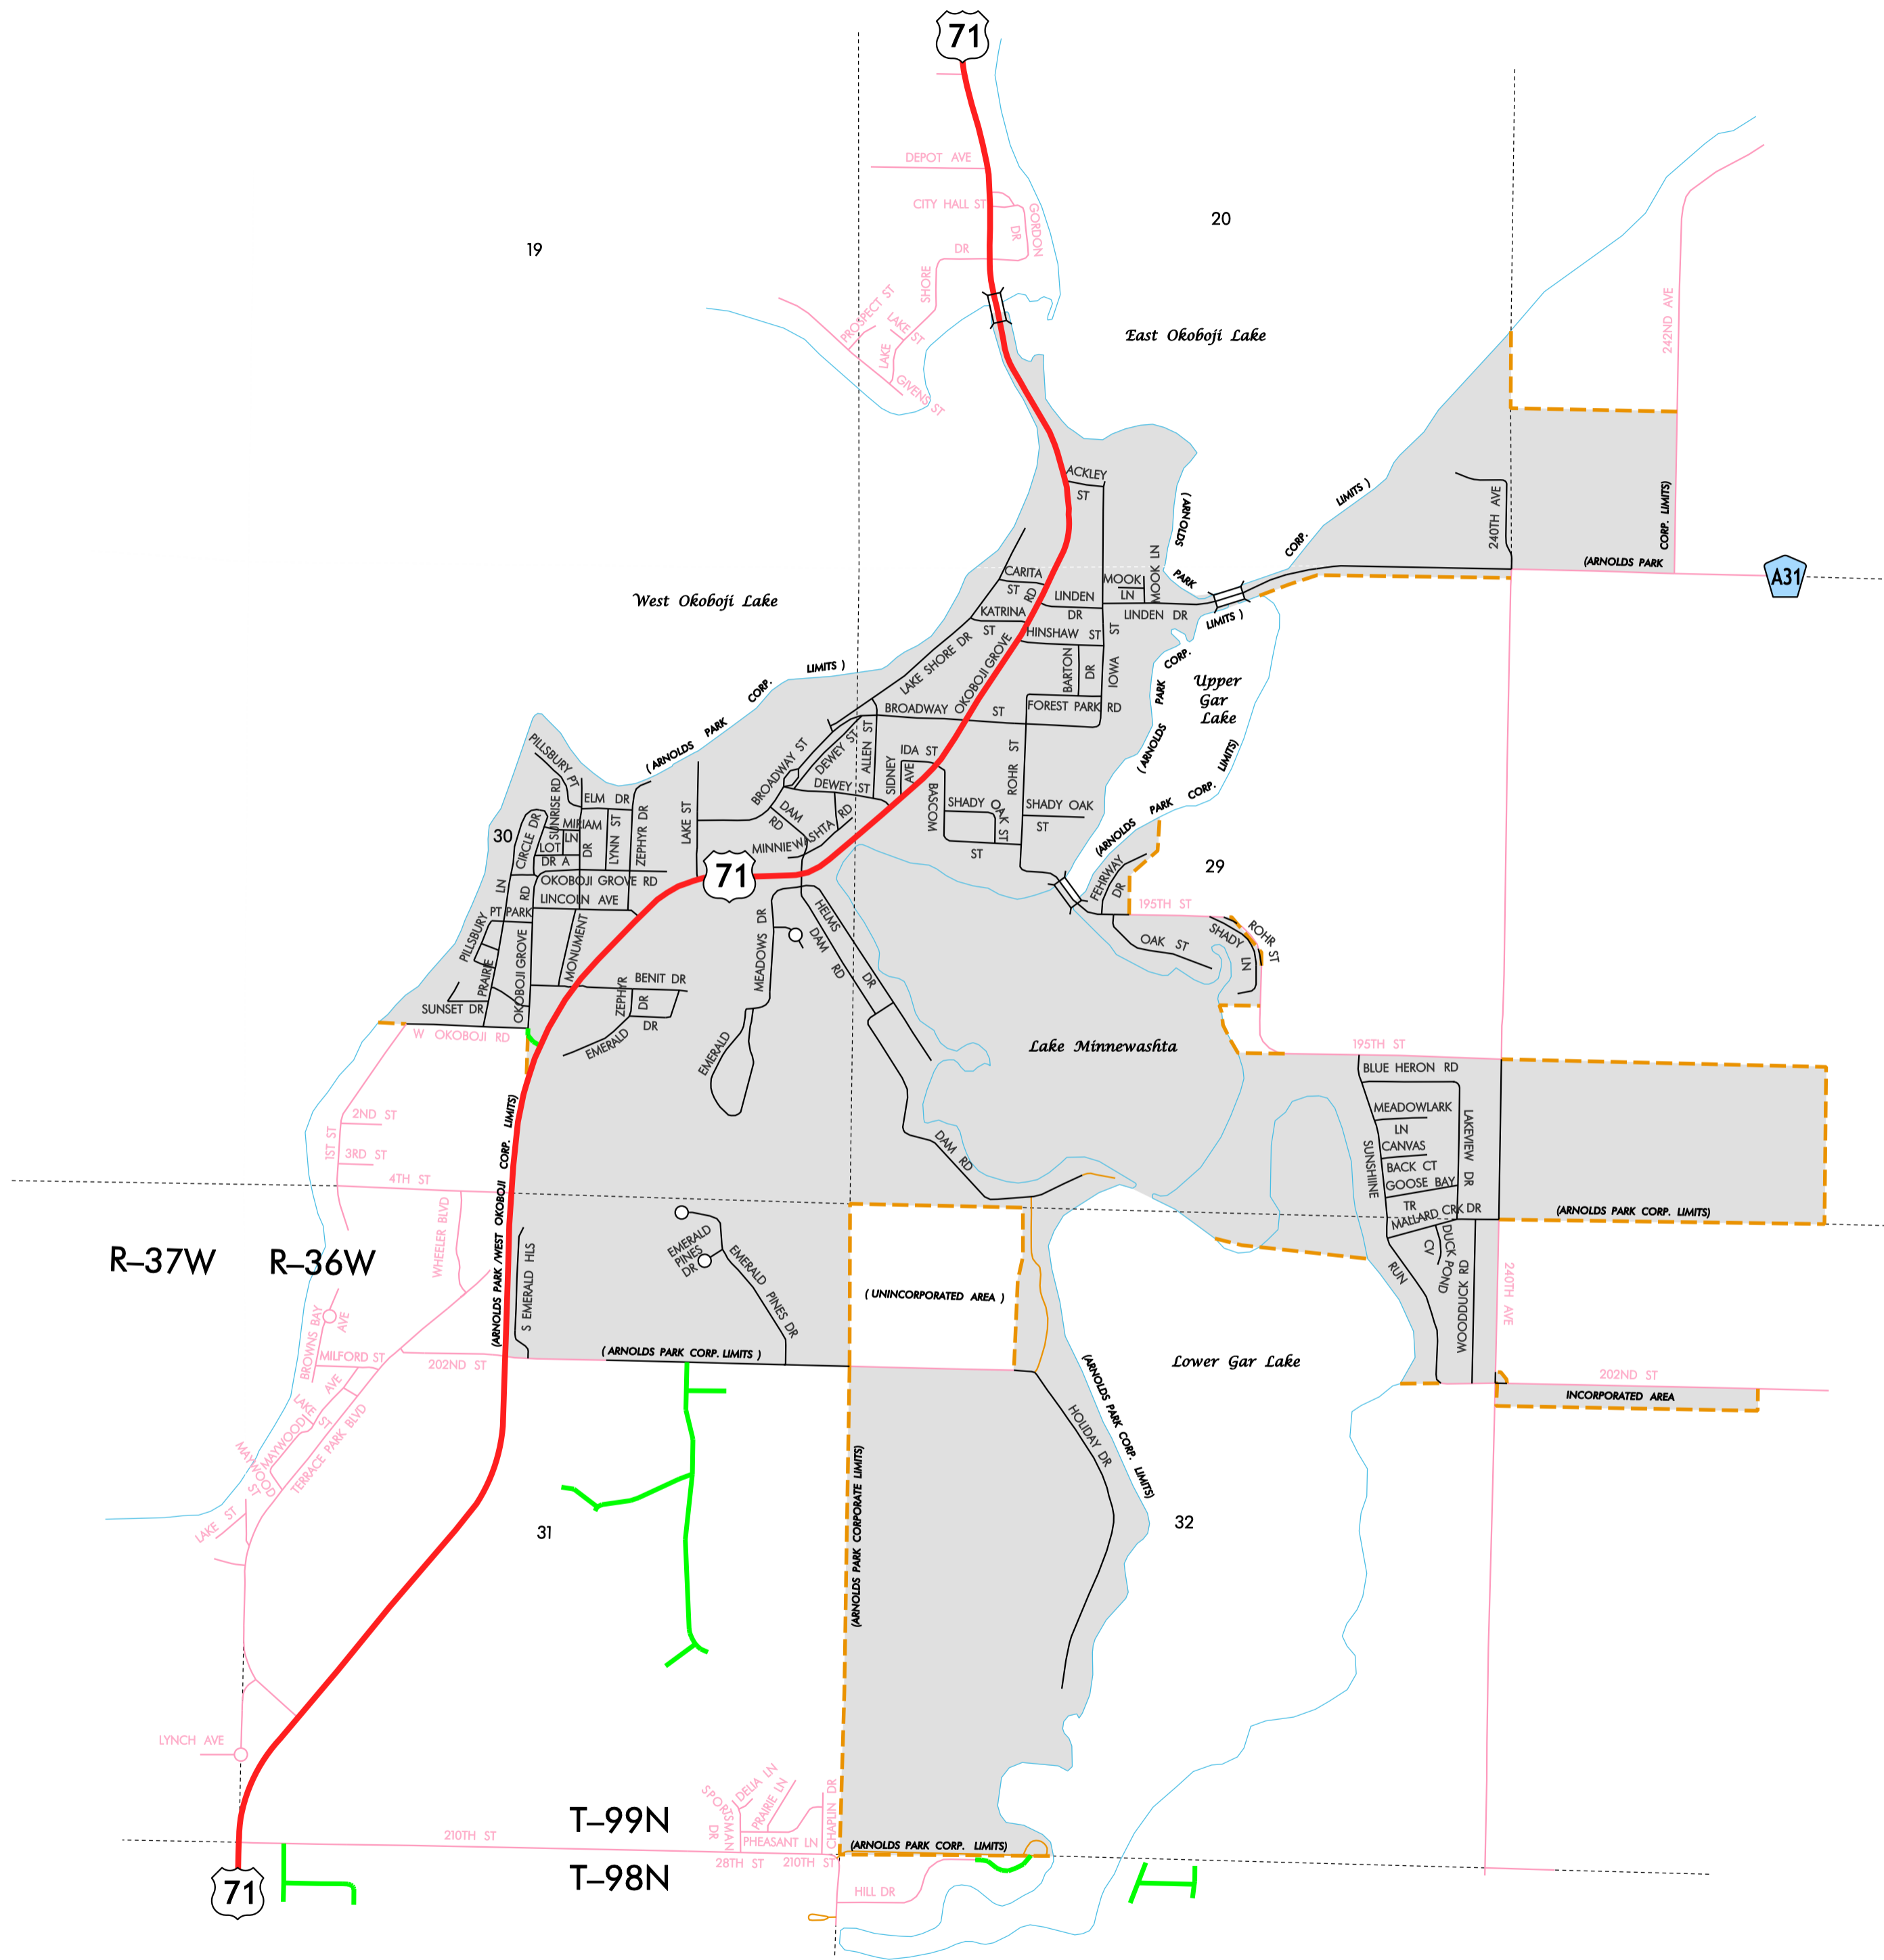 71
DEPOT AVE
CITY HALL ST
GORDON
DR
DR
SHORE
PROSPECT ST
LAKE ST
LAKE
GIVENS ST
19
20
East Okoboji Lake
242ND AVE
ACKLEY
ST
( ARNOLDS
PARK
CORP.
LIMITS )
240TH AVE
CORP. LIMITS)
(ARNOLDS PARK
A31
West Okoboji Lake
CARITA
ST
RD
LINDEN
DR
MOOK
LN
MOOK LN
LINDEN DR
LIMITS )
KATRINA
ST
HINSHAW ST
ST
IOWA
BARTON
DR
LAKE SHORE DR
OKOBOJI GROVE
FOREST PARK RD
CORP.
PARK
( ARNOLDS
Upper
Gar
Lake
( ARNOLDS PARK CORP. LIMITS )
BROADWAY ST
BROADWAY ST
DEWEY ST
ALLEN ST
DEWEY ST
SIDNEY
AVE
IDA ST
BASCOM
ST
ROHR ST
SHADY OAK ST
SHADY OAK
ST
DAM
RD
MINNIEWASHTA RD
LAKE ST
PILLSBURY PT
SUNRISE RD
ELM DR
MIRIAM
LN
LOT
DR A
DR
LYNN ST
ZEPHYR DR
CIRCLE DR
30
71
OKOBOJI GROVE RD
LINCOLN AVE
LN
RD
PT PARK
PILLSBURY
PRAIRIE
OKOBOJI GROVE
MONUMENT
SUNSET DR
W OKOBOJI RD
ZEPHYR
DR
BENIT DR
EMERALD
DR
MEADOWS DR
EMERALD
HELMS
DR
DAM RD
(ARNOLDS PARK CORP. LIMITS)
FEHRWAY
DR
29
195TH ST
OAK ST
SHADY
LN
ROHR ST
Lake Minnewashta
195TH ST
BLUE HERON RD
MEADOWLARK
LN
CANVAS
BACK CT
GOOSE BAY
TR
MALLARD CRK DR
LAKEVIEW DR
SUNSHIINE
RUN
DUCK POND
CV
WOODDUCK RD
240TH AVE
(ARNOLDS PARK CORP. LIMITS)
DAM RD
2ND ST
1ST ST
3RD ST
4TH ST
WHEELER BLVD
(ARNOLDS PARK /WEST OKOBOJI CORP. LIMITS)
S EMERALD HLS
EMERALD
PINES
DR
EMERALD PINES DR
R–37W
R–36W
( UNINCORPORATED AREA )
Lower Gar Lake
BROWNS BAY
AVE
MILFORD ST
202ND ST
( ARNOLDS PARK CORP. LIMITS )
202ND ST
INCORPORATED AREA
LAKE
ST
AVE
MAYWOOD
MAYWOOD
ST
TERRACE PARK BLVD
LAKE ST
(ARNOLDS PARK CORP. LIMITS)
HOLIDAY DR
(ARNOLDS PARK CORPORATE LIMITS)
31
32
LYNCH AVE
T–99N
T–98N
210TH ST
SPORTSMAN
DR
DELIA LN
PRAIRIE LN
PHEASANT LN
CHAPLIN DR
28TH ST
210TH ST
(ARNOLDS PARK CORP. LIMITS)
HILL DR
71